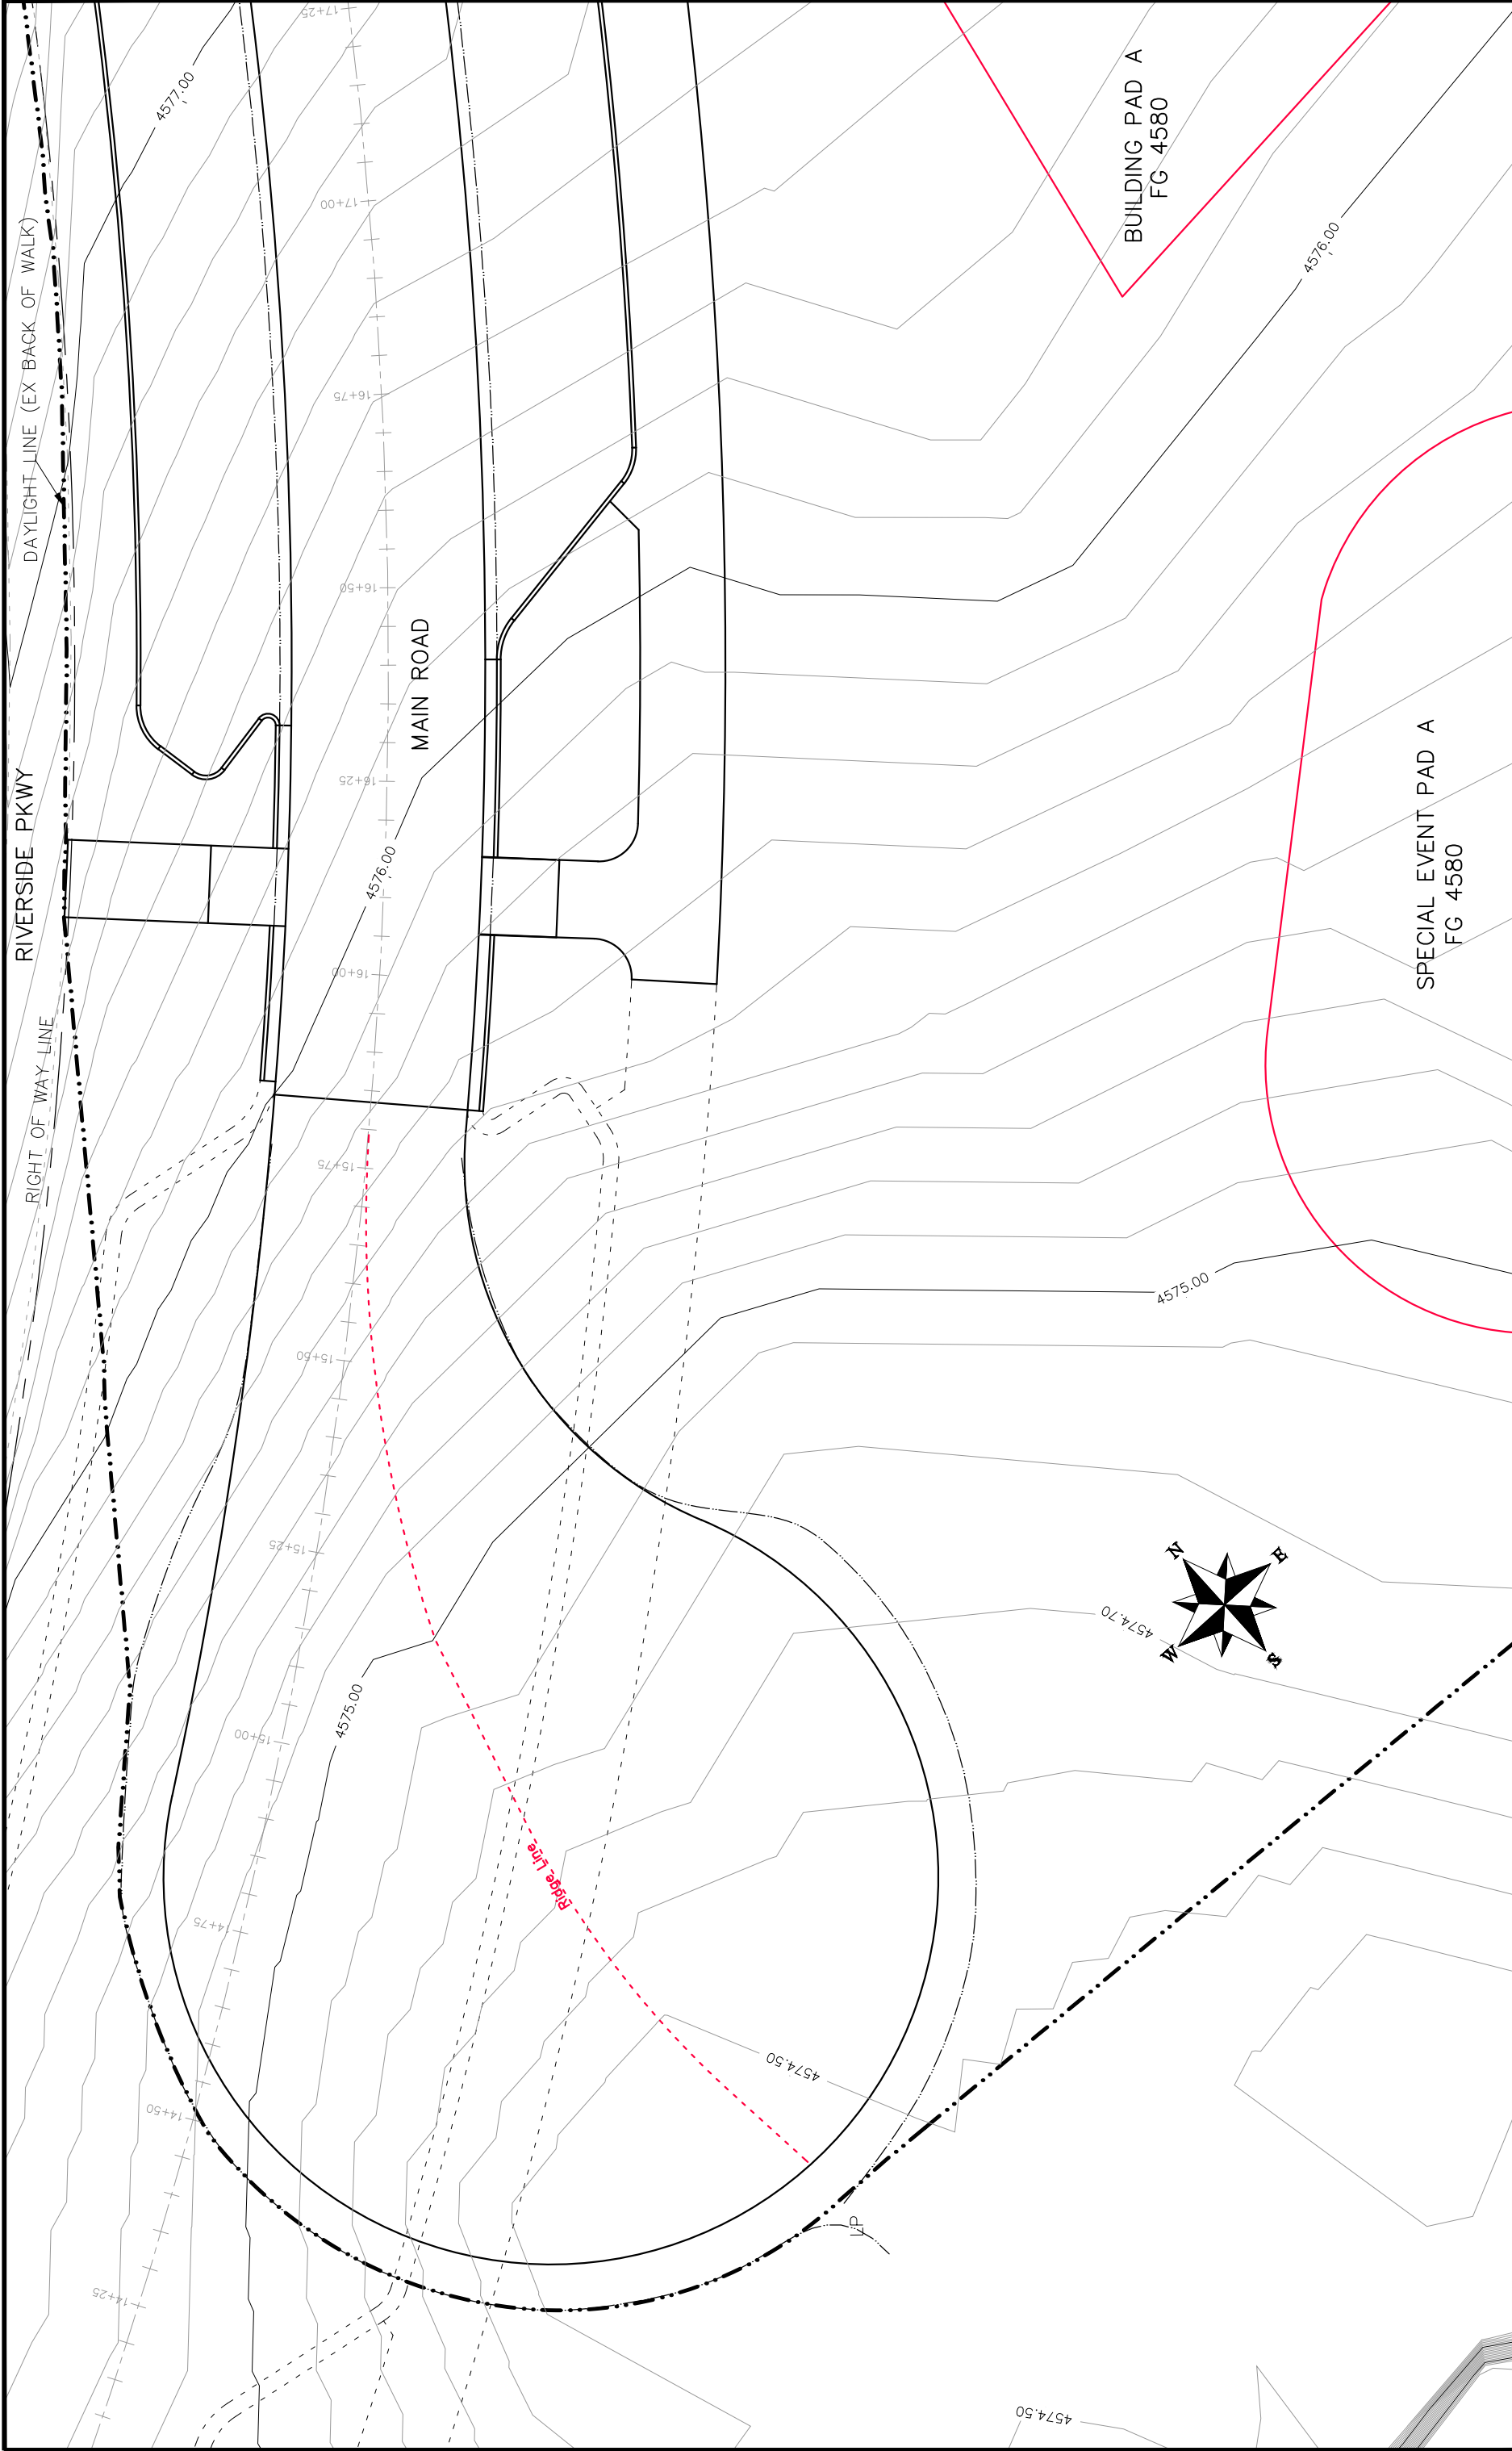 17+25
4577.00
BUILDING PAD A
FG 4580
17+00
DAYLIGHT LINE (EX BACK OF WALK)
4576.00
16+75
16+50
MAIN ROAD
16+25
RIVERSIDE PKWY
4576.00
SPECIAL EVENT PAD A
FG 4580
16+00
RIGHT OF WAY LINE
15+75
4575.00
15+50
15+25
N
E
W
S
4574.70
4575.00
15+00
Ridge Line
14+75
4574.50
14+50
LP
14+25
4574.50